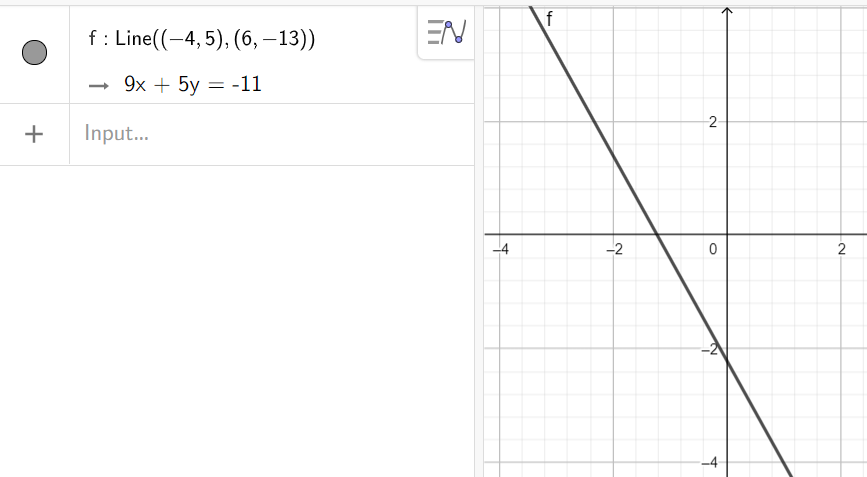 f : Line((−4, 5), (6, −13))
→ 9x + 5y = -11
+ Input...
f
2
−4 −2 0 2
−2
−4